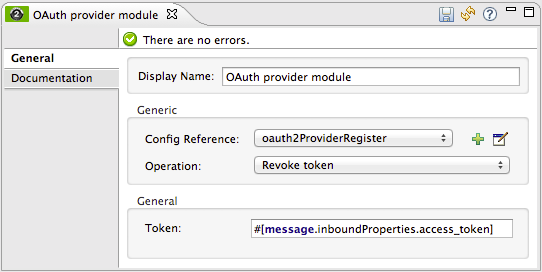 OAuth provider module
There are no errors.
General
Documentation
Display Name: OAuth provider module
Generic
Config Reference: oauth2ProviderRegister
Operation: Revoke token
General
Token: #[message.inboundProperties.access_token]